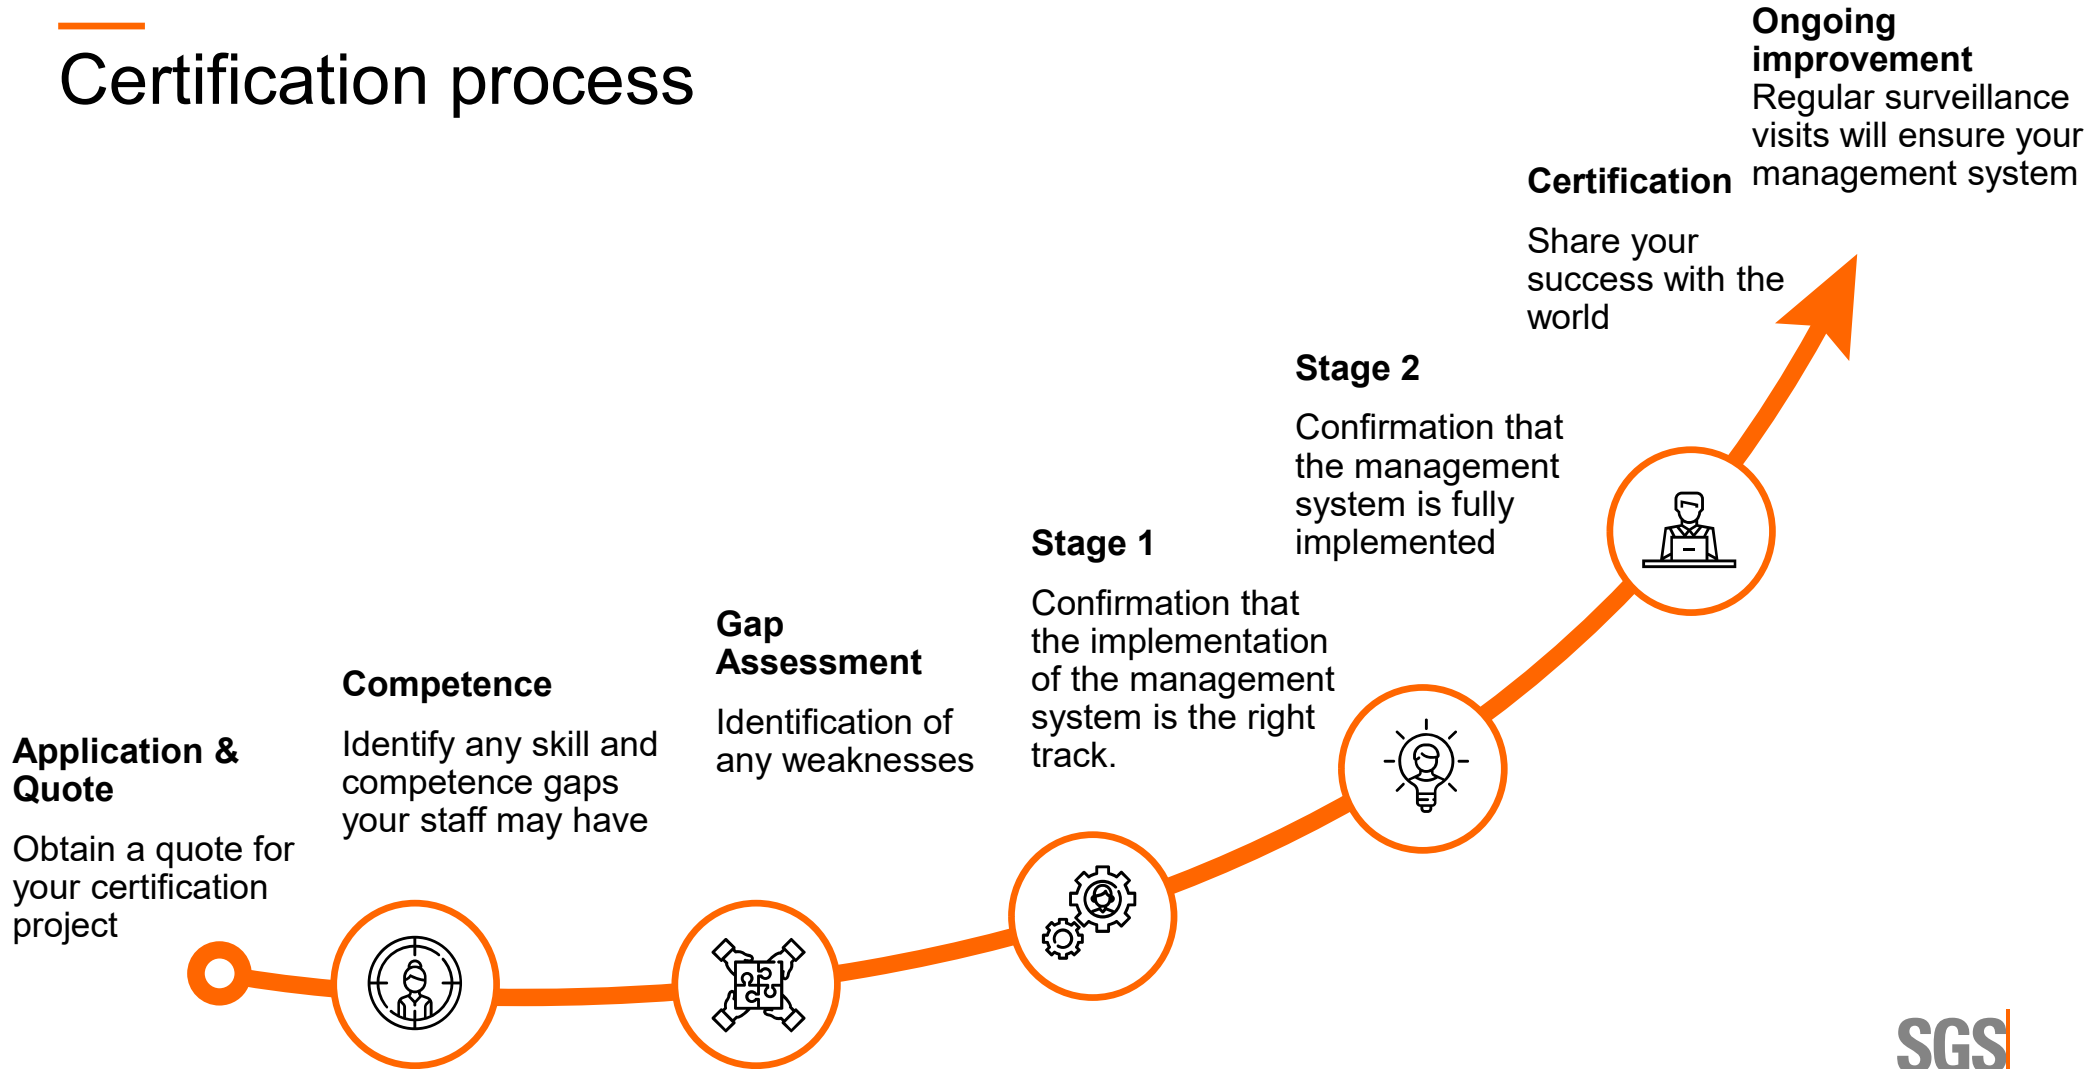 Certification process
Application &
Quote
Obtain a quote for
your certification
project
Competence
Identify any skill and
competence gaps
your staff may have
Gap
Assessment
Identification of
any weaknesses
Stage 1
Confirmation that
the implementation
of the management
system is the right
track.
Stage 2
Confirmation that
the management
system is fully
implemented
Certification
Share your
success with the
world
Ongoing
improvement
Regular surveillance
visits will ensure your
management system
SGS